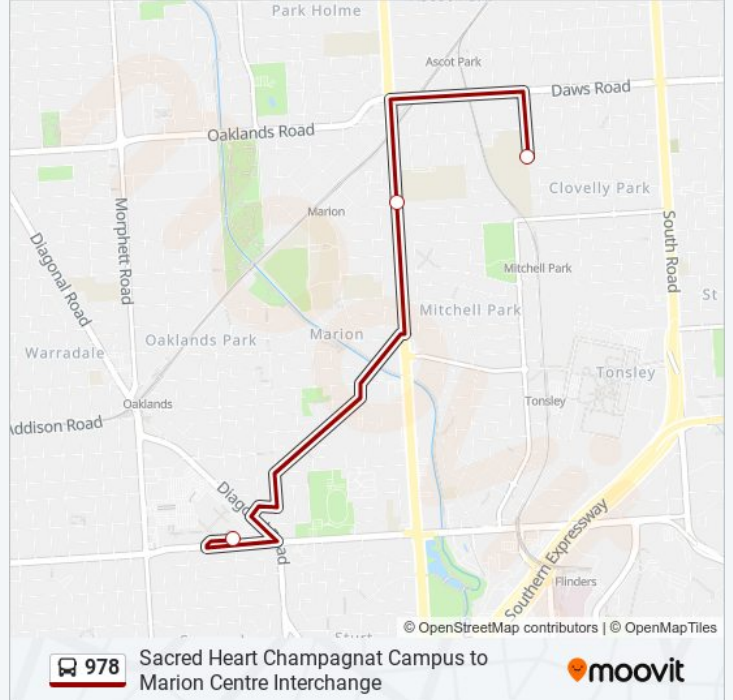 Park Holme
Ascot Park
Daws Road
Oaklands Road
Clovelly Park
Marion
Morphett Road
South Road
Diagonal Road
Mitchell Park
St
Mitchell Park
Marion
Oaklands Park
Warradale
Tonsley
Oaklands
Tonsley
Addison Road
Southern Expressway
Flinders
© OpenStreetMap contributors | © OpenMapTiles
978
Sacred Heart Champagnat Campus to
Marion Centre Interchange
moovit